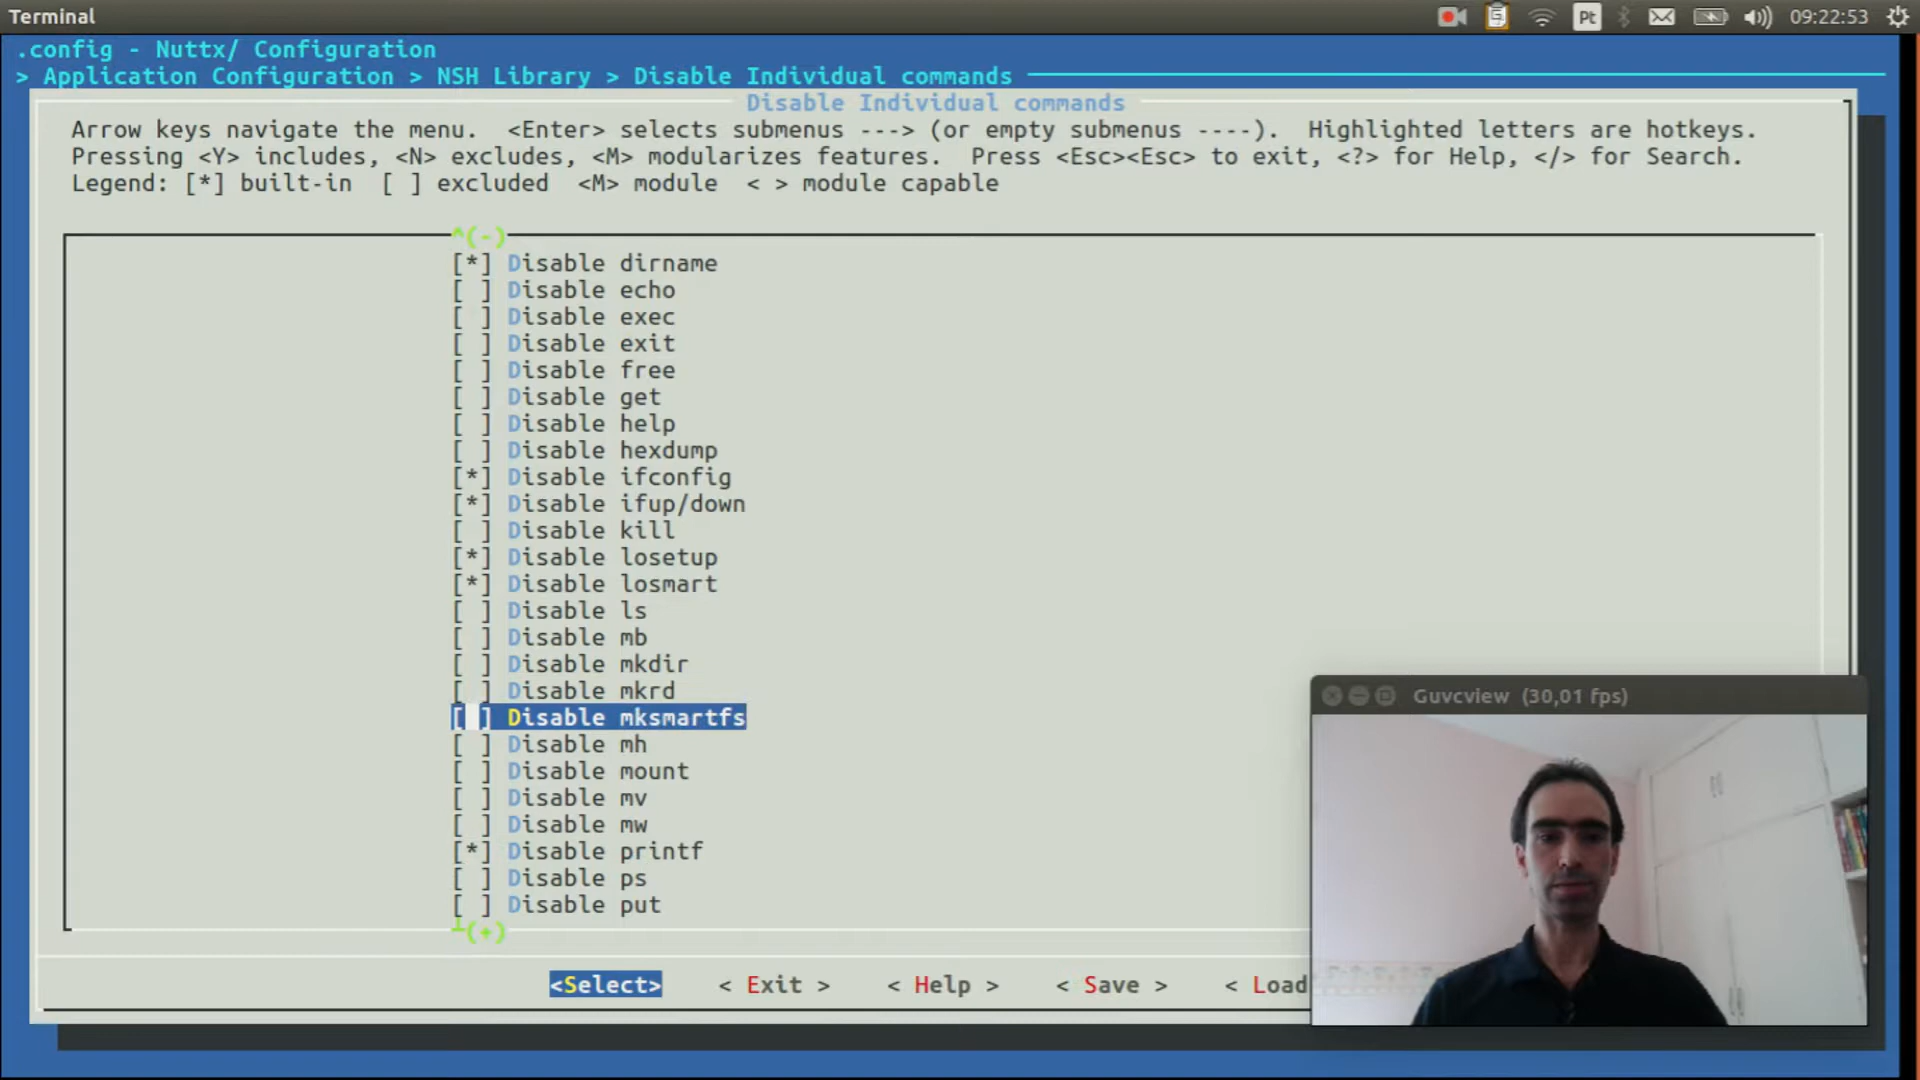 Terminal
Pt
09:22:53
.config - Nuttx/ Configuration
> Application Configuration > NSH Library > Disable Individual commands
Disable Individual commands
Arrow keys navigate the menu.  <Enter> selects submenus ---> (or empty submenus ----).  Highlighted letters are hotkeys.
Pressing <Y> includes, <N> excludes, <M> modularizes features.  Press <Esc><Esc> to exit, <?> for Help, </> for Search.
Legend: [*] built-in  [ ] excluded  <M> module  < > module capable
^(-)
[*] Disable dirname
[ ] Disable echo
[ ] Disable exec
[ ] Disable exit
[ ] Disable free
[ ] Disable get
[ ] Disable help
[ ] Disable hexdump
[*] Disable ifconfig
[*] Disable ifup/down
[ ] Disable kill
[*] Disable losetup
[*] Disable losmart
[ ] Disable ls
[ ] Disable mb
[ ] Disable mkdir
[ ] Disable mkrd
[ ] Disable mksmartfs
[ ] Disable mh
[ ] Disable mount
[ ] Disable mv
[ ] Disable mw
[*] Disable printf
[ ] Disable ps
[ ] Disable put
┴(+)
<Select>    < Exit >    < Help >    < Save >    < Load
Guvcview (30,01 fps)